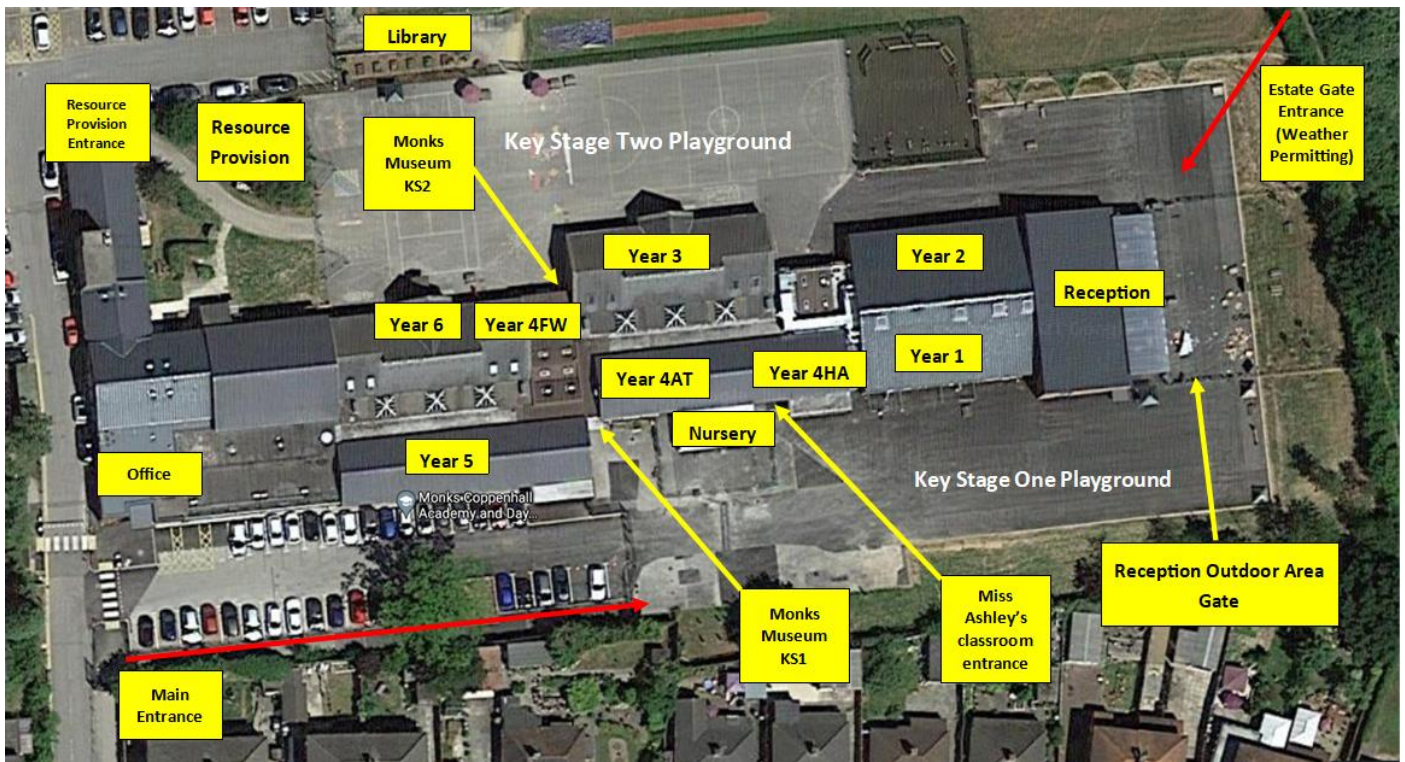 Library
Resource
Provision
Entrance
Resource
Provision
Monks
Museum
KS2
Key Stage Two Playground
Estate Gate
Entrance
(Weather
Permitting)
Year 3
Year 2
Reception
Year 6
Year 4FW
Year 1
Year 4AT
Year 4HA
Nursery
Year 5
Office
Key Stage One Playground
Monks Coppenhall
Academy and Day...
Reception Outdoor Area
Gate
Miss
Ashley’s
classroom
entrance
Monks
Museum
KS1
Main
Entrance